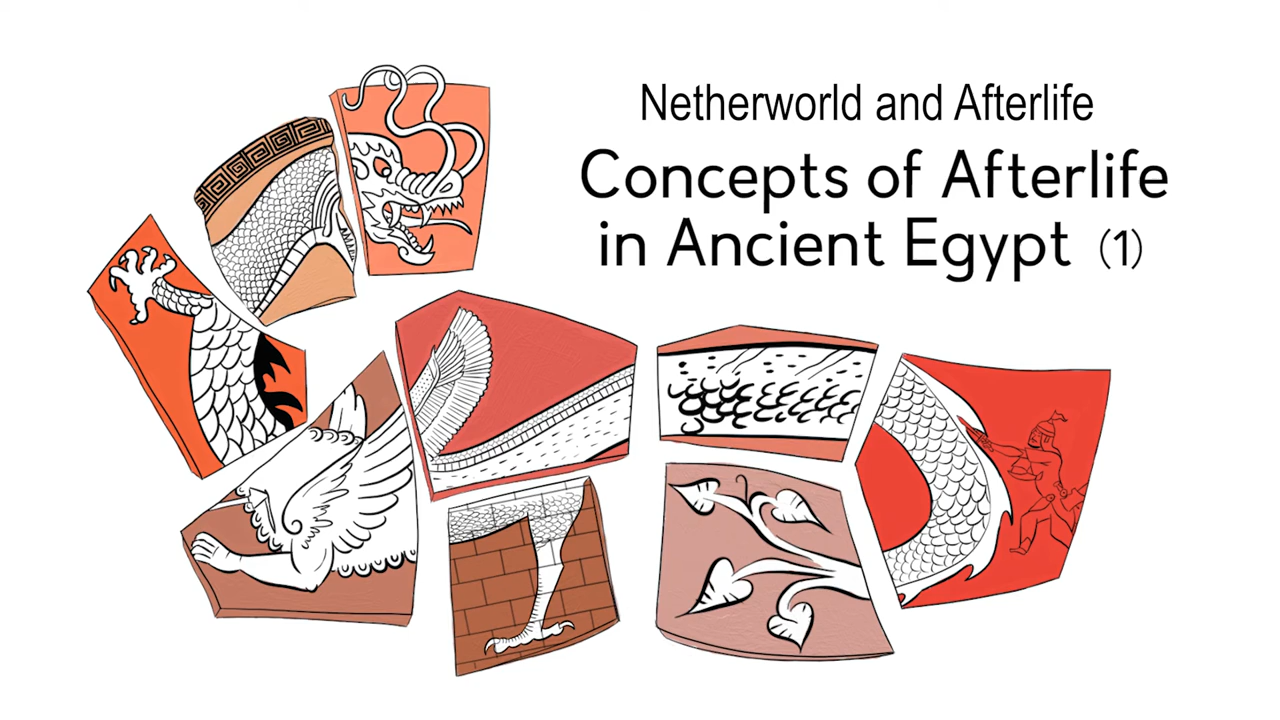 Netherworld and Afterlife
Concepts of Afterlife
in Ancient Egypt (1)